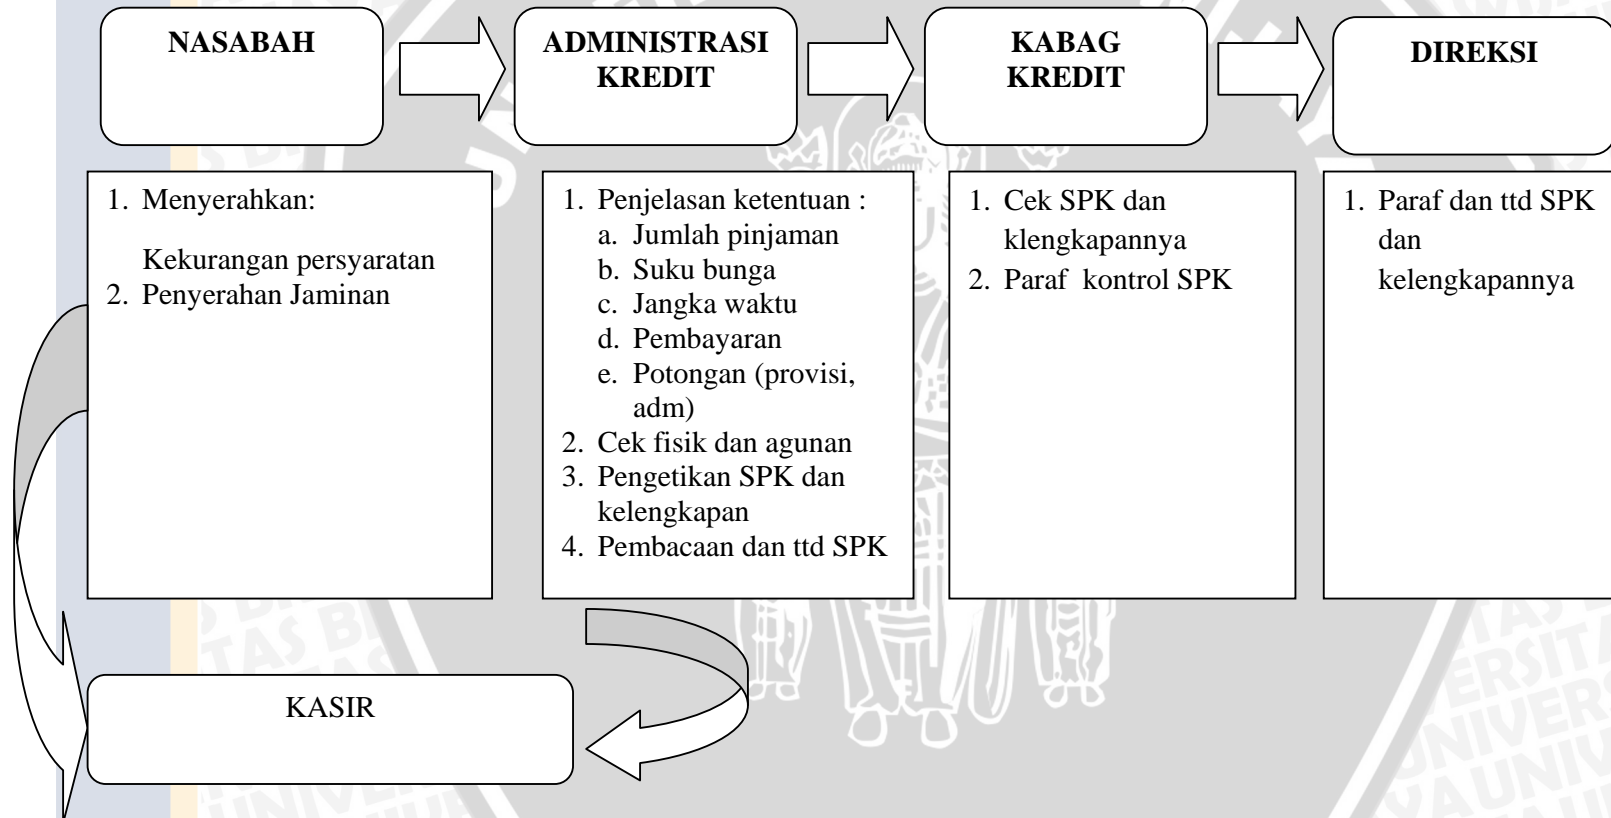 NASABAH
ADMINISTRASI
KREDIT
KABAG
KREDIT
DIREKSI
1. Menyerahkan:
Kekurangan persyaratan
2. Penyerahan Jaminan
1. Penjelasan ketentuan :
a. Jumlah pinjaman
b. Suku bunga
c. Jangka waktu
d. Pembayaran
e. Potongan (provisi,
adm)
2. Cek fisik dan agunan
3. Pengetikan SPK dan
kelengkapan
4. Pembacaan dan ttd SPK
1. Cek SPK dan
klengkapannya
2. Paraf kontrol SPK
1. Paraf dan ttd SPK
dan
kelengkapannya
KASIR